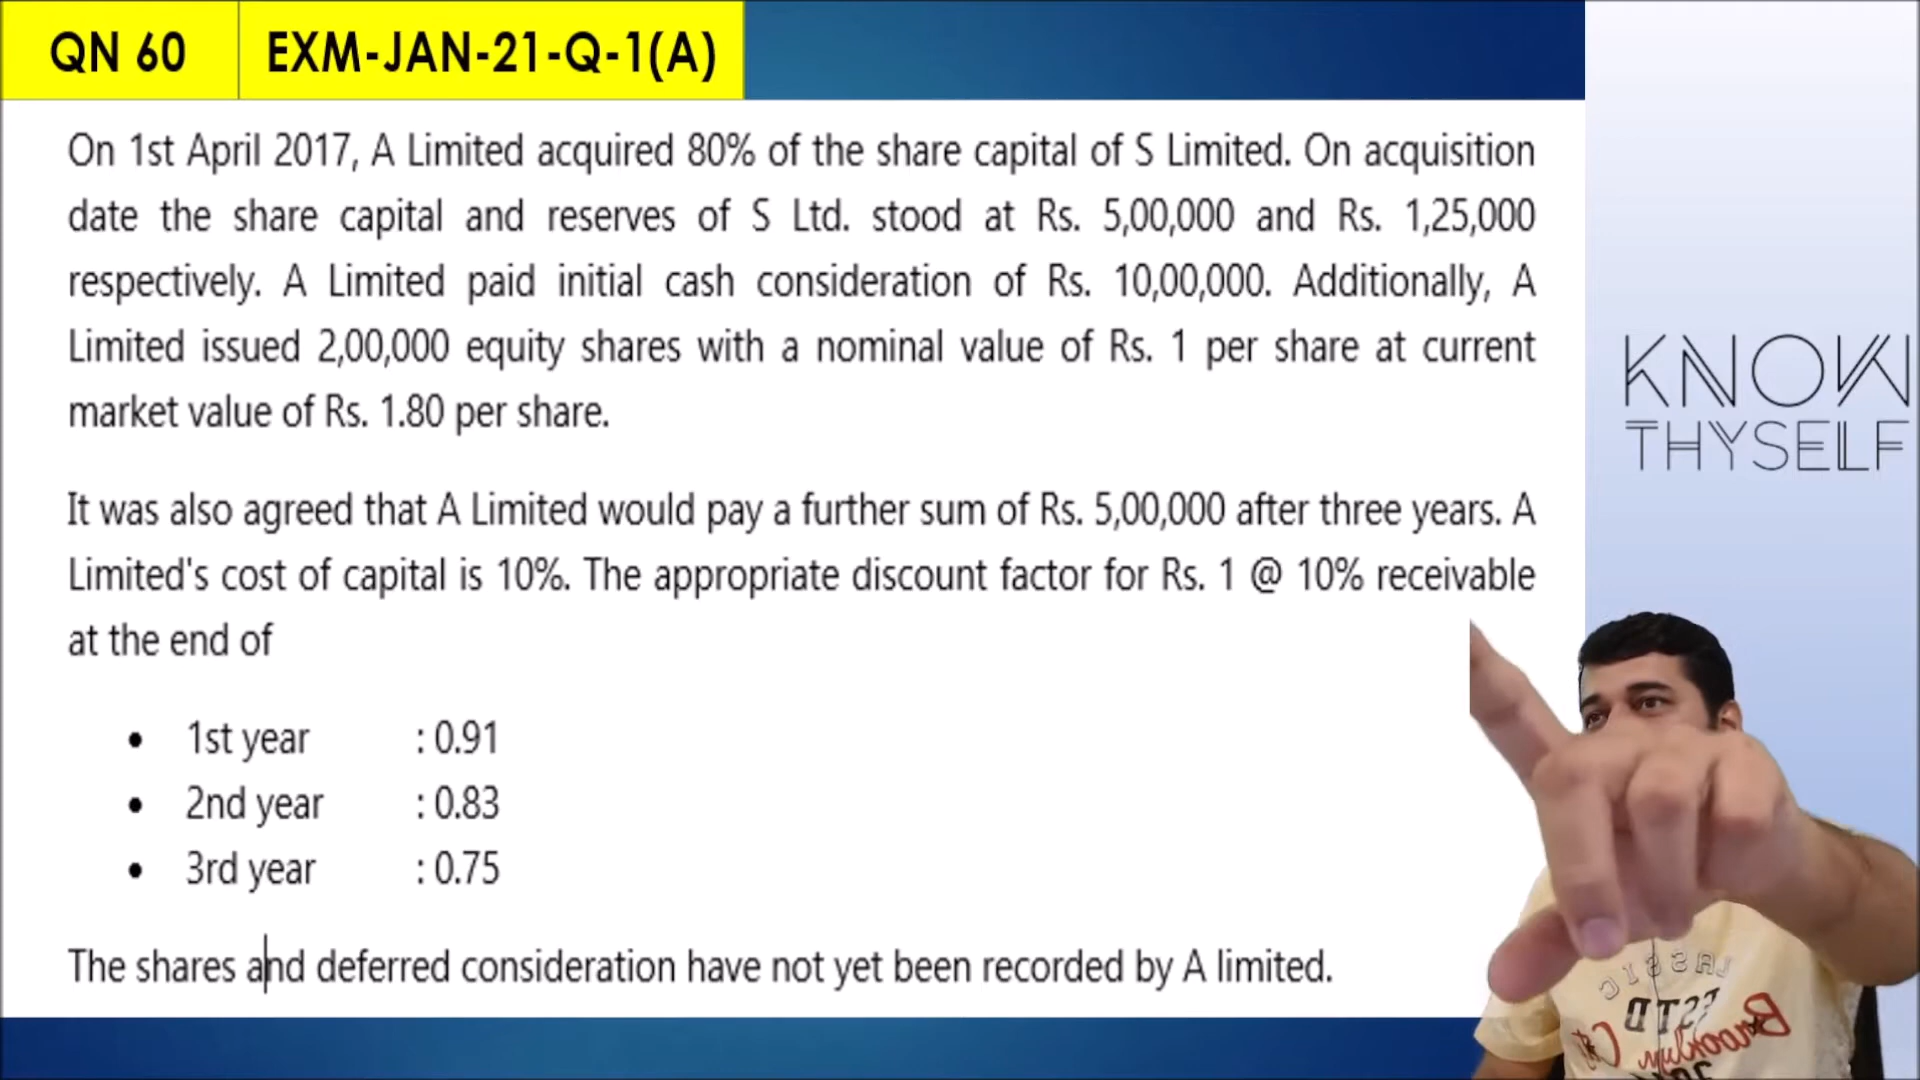 QN 60 EXM-JAN-21-Q-1(A)
On 1st April 2017, A Limited acquired 80% of the share capital of S Limited. On acquisition
date the share capital and reserves of S Ltd. stood at Rs. 5,00,000 and Rs. 1,25,000
respectively. A Limited paid initial cash consideration of Rs. 10,00,000. Additionally, A
Limited issued 2,00,000 equity shares with a nominal value of Rs. 1 per share at current
market value of Rs. 1.80 per share.
It was also agreed that A Limited would pay a further sum of Rs. 5,00,000 after three years. A
Limited's cost of capital is 10%. The appropriate discount factor for Rs. 1 @ 10% receivable
at the end of
• 1st year : 0.91
• 2nd year : 0.83
• 3rd year : 0.75
The shares and deferred consideration have not yet been recorded by A limited.
KNOW
THYSELF
Brooklyn